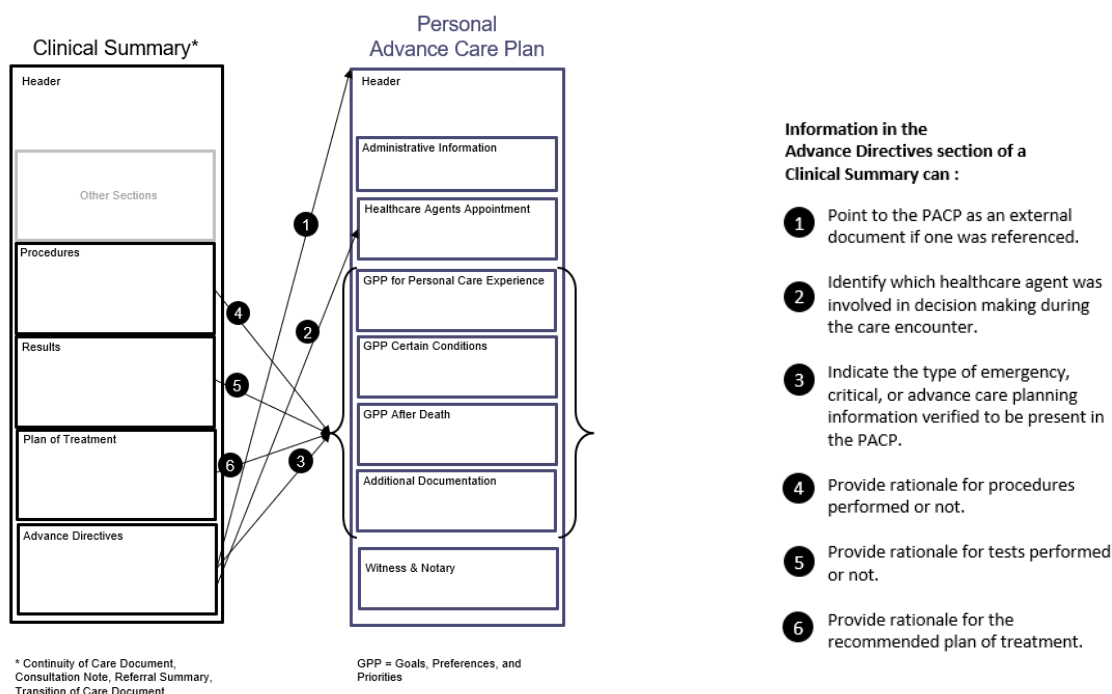 Clinical Summary*
Header
Other Sections
Procedures
Results
Plan of Treatment
Advance Directives
* Continuity of Care Document,
Consultation Note, Referral Summary,
Transition of Care Document
1
2
4
5
6
3
Personal
Advance Care Plan
Header
Administrative Information
Healthcare Agents Appointment
GPP for Personal Care Experience
GPP Certain Conditions
GPP After Death
Additional Documentation
Witness & Notary
GPP = Goals, Preferences, and
Priorities
Information in the
Advance Directives section of a
Clinical Summary can :
1 Point to the PACP as an external
document if one was referenced.
2 Identify which healthcare agent was
involved in decision making during
the care encounter.
3 Indicate the type of emergency,
critical, or advance care planning
information verified to be present in
the PACP.
4 Provide rationale for procedures
performed or not.
5 Provide rationale for tests performed
or not.
6 Provide rationale for the
recommended plan of treatment.